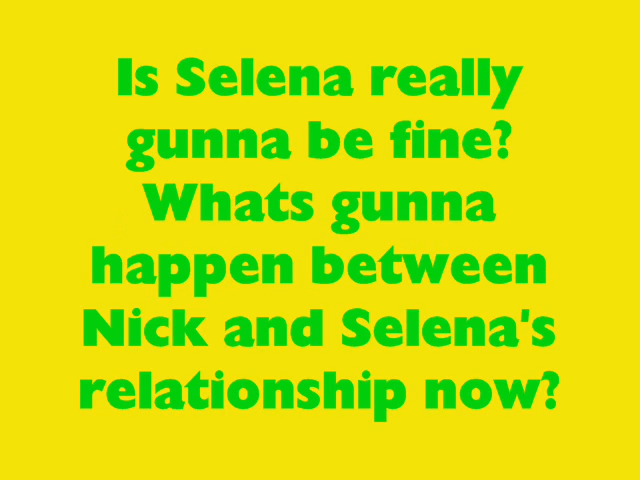 Is Selena really
gunna be fine?
Whats gunna
happen between
Nick and Selena's
relationship now?